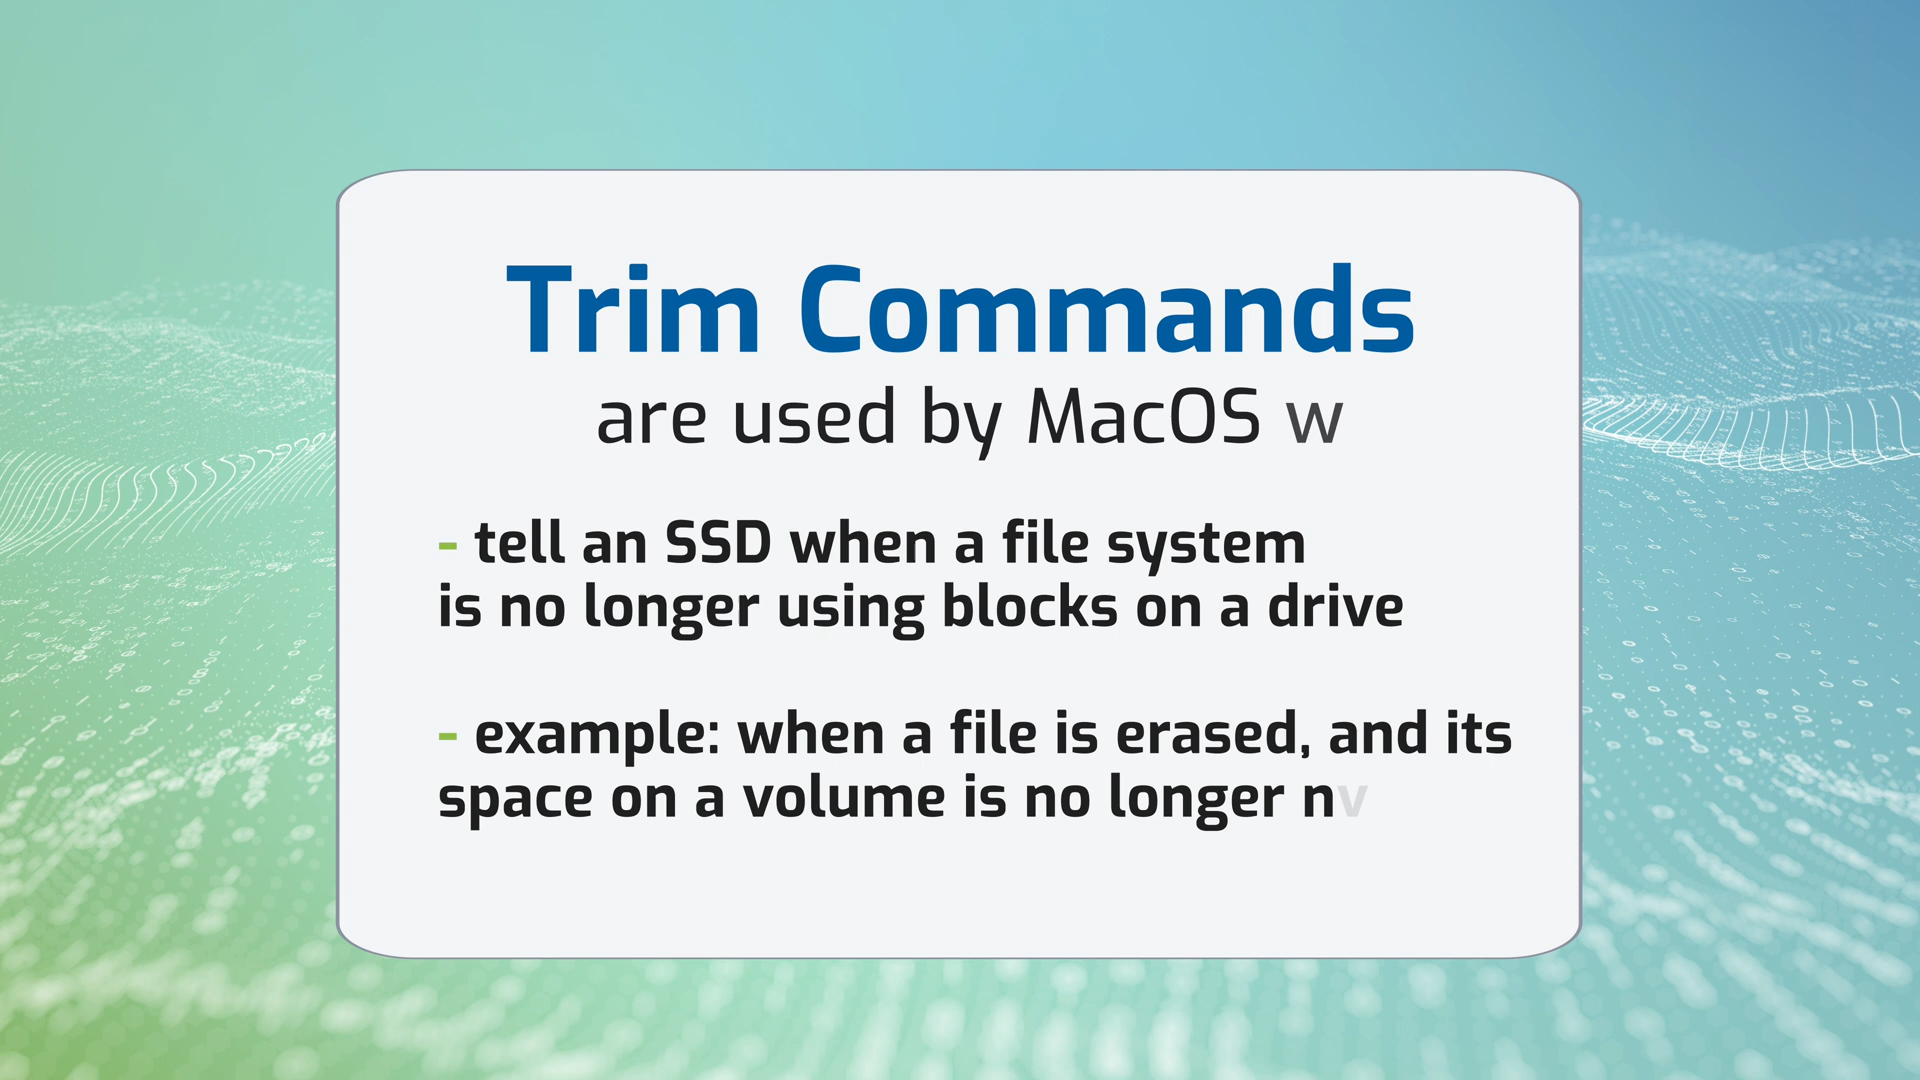 Trim Commands
are used by MacOS w
- tell an SSD when a file system
is no longer using blocks on a drive
- example: when a file is erased, and its
space on a volume is no longer nv